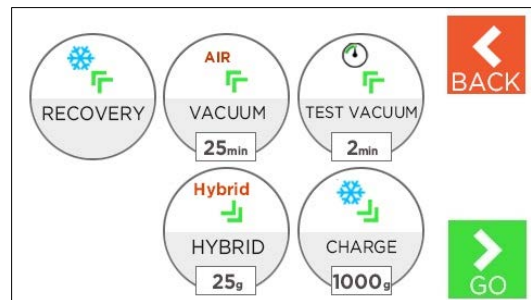 AIR
BACK
RECOVERY
VACUUM
TEST VACUUM
25min
2min
Hybrid
HYBRID
CHARGE
25g
1000g
GO